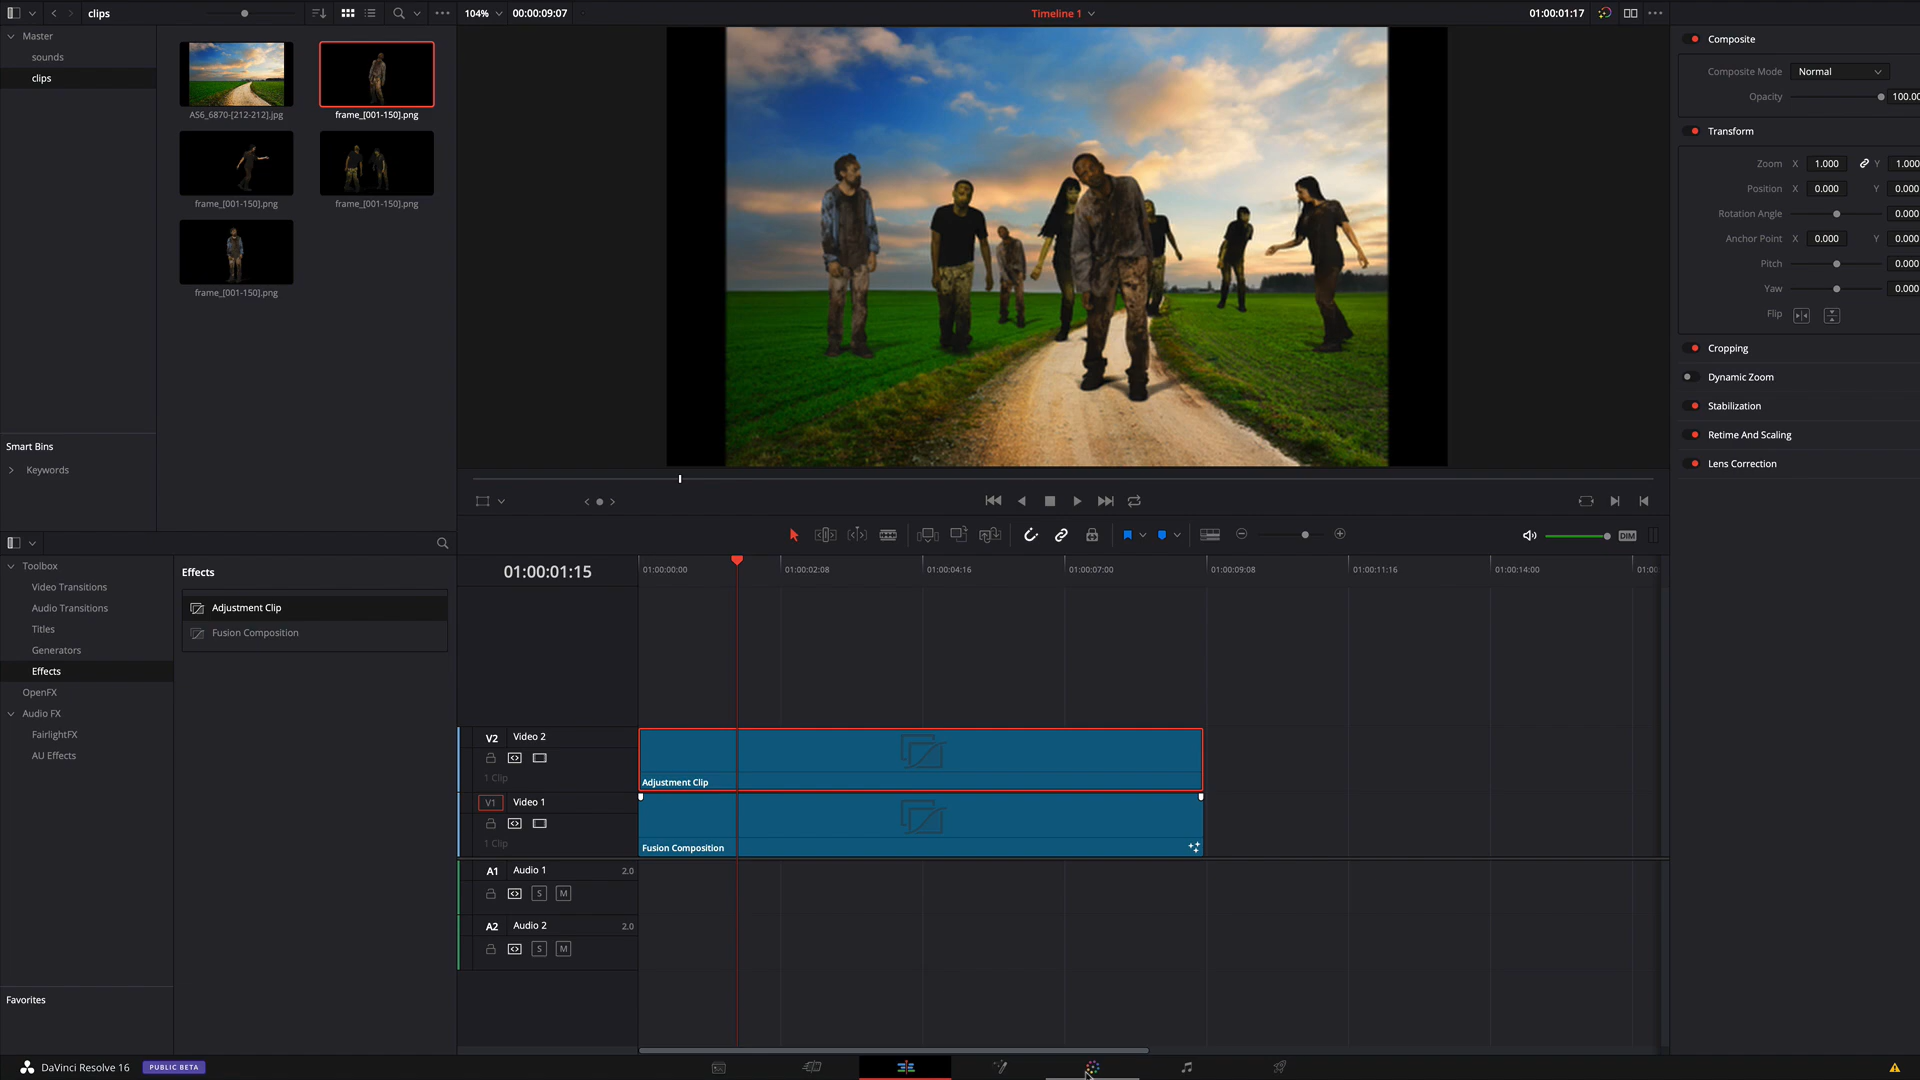 clips
104%
00:00:09:07
Timeline 1
01:00:01:17
Master
sounds
clips
AS6_6870-[212-212].jpg
frame_[001-150].png
frame_[001-150].png
frame_[001-150].png
frame_[001-150].png
Smart Bins
Keywords
Composite
Composite Mode
Normal
Opacity
Transform
Zoom X 1.000 Y 1.000
Position X 0.000 Y 0.000
Rotation Angle 0.000
Anchor Point X 0.000 Y 0.000
Pitch 0.000
Yaw 0.000
Flip
Cropping
Dynamic Zoom
Stabilization
Retime And Scaling
Lens Correction
DIM
Toolbox
Video Transitions
Audio Transitions
Titles
Generators
Effects
OpenFX
Audio FX
FairlightFX
AU Effects
Favorites
Effects
Adjustment Clip
Fusion Composition
01:00:01:15
01:00:00:00
01:00:02:08
01:00:04:16
01:00:07:00
01:00:09:08
01:00:11:16
01:00:14:00
V2 Video 2
1 Clip
Adjustment Clip
V1 Video 1
1 Clip
Fusion Composition
A1 Audio 1 2.0
S M
A2 Audio 2 2.0
S M
DaVinci Resolve 16
PUBLIC BETA